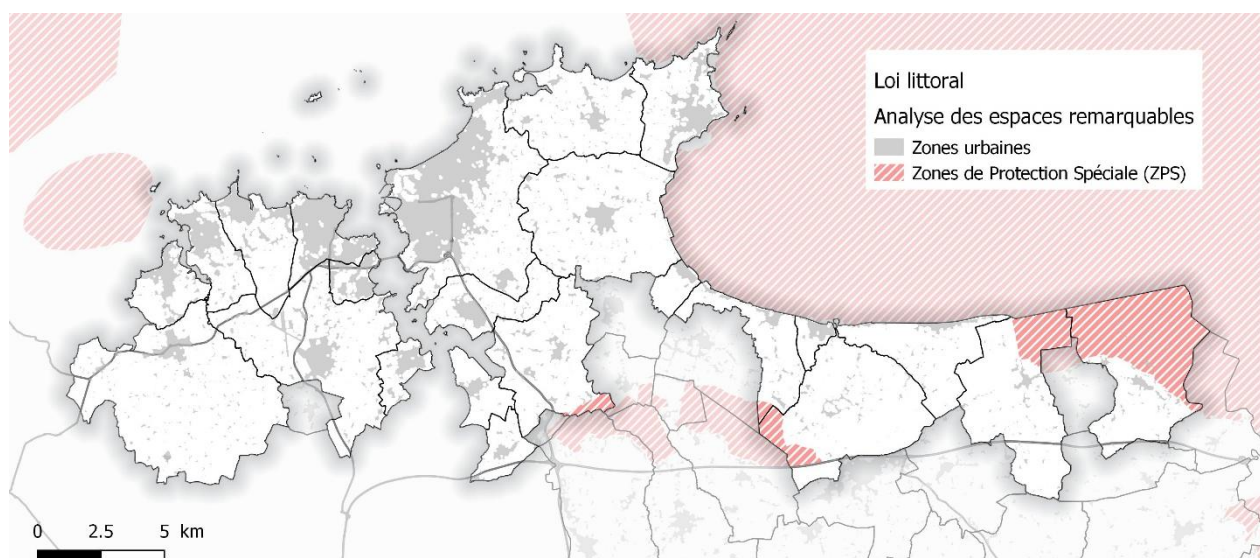 Loi littoral
Analyse des espaces remarquables
Zones urbaines
Zones de Protection Spéciale (ZPS)
0 2.5 5 km